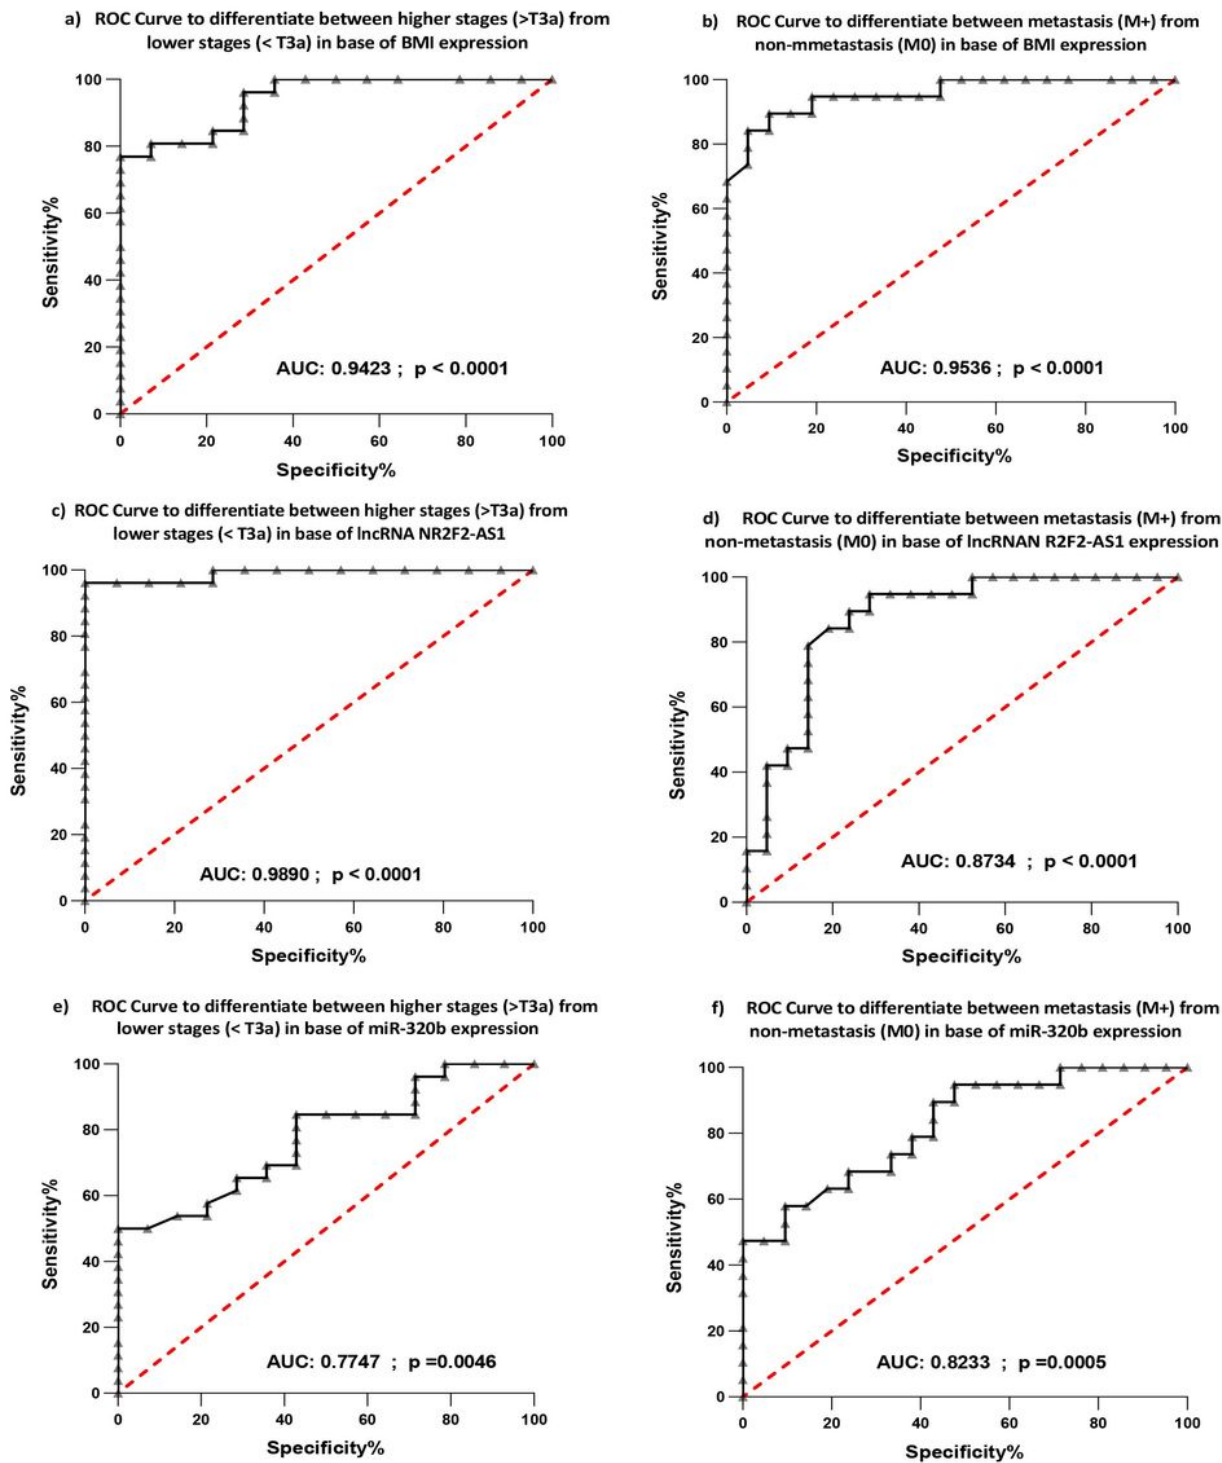 a) ROC Curve to differentiate between higher stages (>T3a) from
lower stages (< T3a) in base of BMI expression
100
80
60
40
20
0
Sensitivity%
AUC: 0.9423 ; p < 0.0001
0 20 40 60 80 100
Specificity%
b) ROC Curve to differentiate between metastasis (M+) from
non-mmetastasis (M0) in base of BMI expression
100
80
60
40
20
0
Sensitivity%
AUC: 0.9536 ; p < 0.0001
0 20 40 60 80 100
Specificity%
c) ROC Curve to differentiate between higher stages (>T3a) from
lower stages (< T3a) in base of lncRNA NR2F2-AS1
100
80
60
40
20
0
Sensitivity%
AUC: 0.9890 ; p < 0.0001
0 20 40 60 80 100
Specificity%
d) ROC Curve to differentiate between metastasis (M+) from
non-metastasis (M0) in base of lncRNAN R2F2-AS1 expression
100
80
60
40
20
0
Sensitivity%
AUC: 0.8734 ; p < 0.0001
0 20 40 60 80 100
Specificity%
e) ROC Curve to differentiate between higher stages (>T3a) from
lower stages (< T3a) in base of miR-320b expression
100
80
60
40
20
0
Sensitivity%
AUC: 0.7747 ; p =0.0046
0 20 40 60 80 100
Specificity%
f) ROC Curve to differentiate between metastasis (M+) from
non-metastasis (M0) in base of miR-320b expression
100
80
60
40
20
0
Sensitivity%
AUC: 0.8233 ; p =0.0005
0 20 40 60 80 100
Specificity%